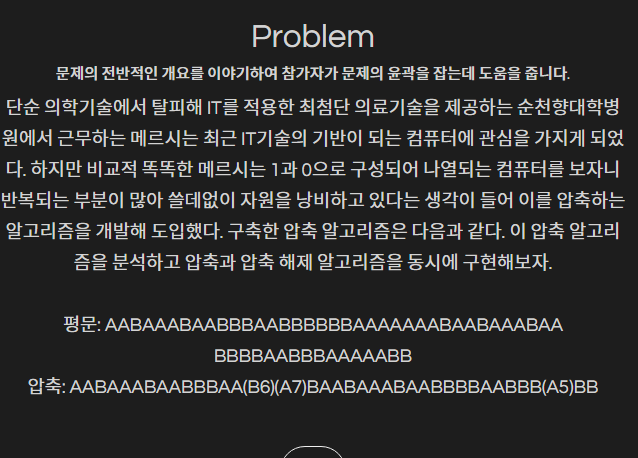 Problem
문제의 전반적인 개요를 이야기하여 참가자가 문제의 윤곽을 잡는데 도움을 줍니다.
단순 의학기술에서 탈피해 IT를 적용한 최첨단 의료기술을 제공하는 순천향대학병
원에서 근무하는 메르시는 최근 IT기술의 기반이 되는 컴퓨터에 관심을 가지게 되었
다. 하지만 비교적 똑똑한 메르시는 1과 0으로 구성되어 나열되는 컴퓨터를 보자니
반복되는 부분이 많아 쓸데없이 자원을 낭비하고 있다는 생각이 들어 이를 압축하는
알고리즘을 개발해 도입했다. 구축한 압축 알고리즘은 다음과 같다. 이 압축 알고리
즘을 분석하고 압축과 압축 해제 알고리즘을 동시에 구현해보자.
평문: AABAAABAABBBAABBBBBBAAAAAAABAABAAABAA
BBBBAABBBAAAAABB
압축: AABAAABAABBBAA(B6)(A7)BAABAAABAABBBBAABBB(A5)BB